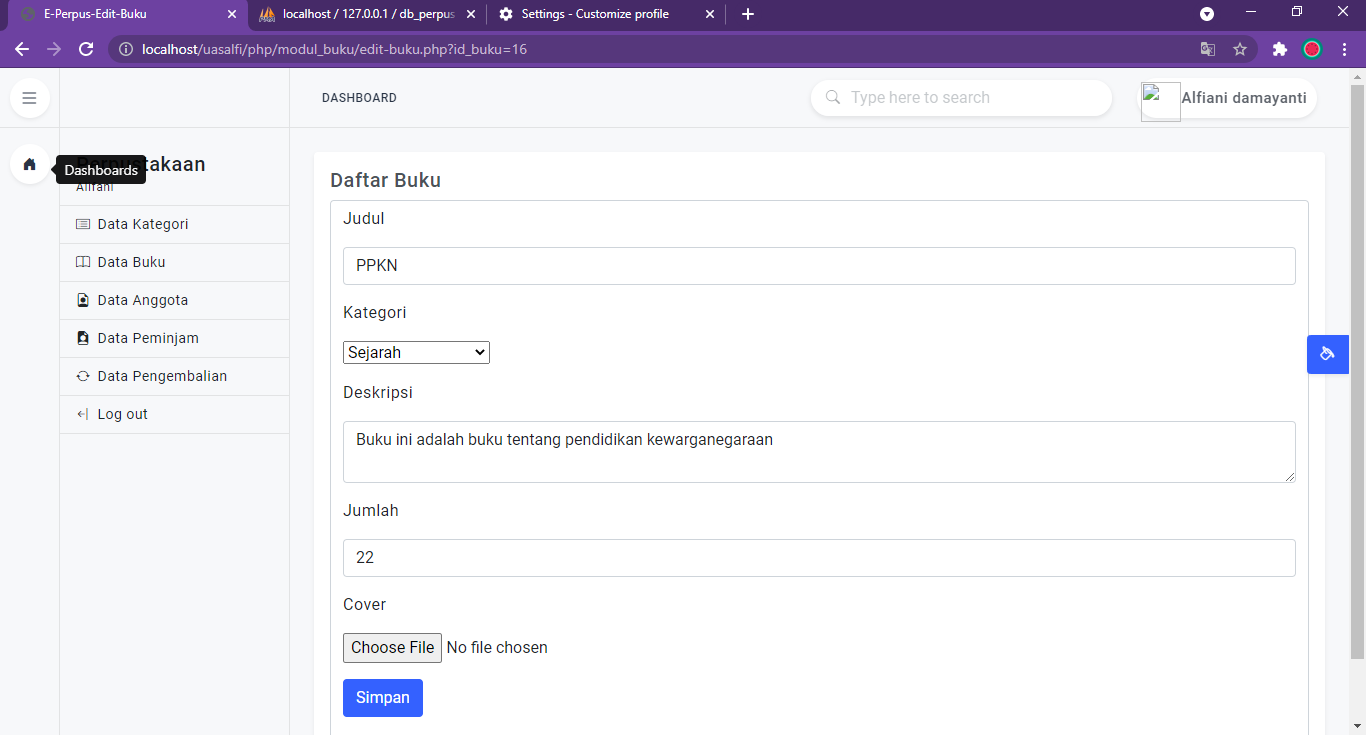 E-Perpus-Edit-Buku
localhost / 127.0.0.1 / db_perpus
Settings - Customize profile
localhost/uasalfi/php/modul_buku/edit-buku.php?id_buku=16
DASHBOARD
Type here to search
Alfiani damayanti
Perpustakaan
Dashboards
Alifani
Data Kategori
Data Buku
Data Anggota
Data Peminjam
Data Pengembalian
Log out
Daftar Buku
Judul
PPKN
Kategori
Sejarah
Deskripsi
Buku ini adalah buku tentang pendidikan kewarganegaraan
Jumlah
22
Cover
Choose File No file chosen
Simpan